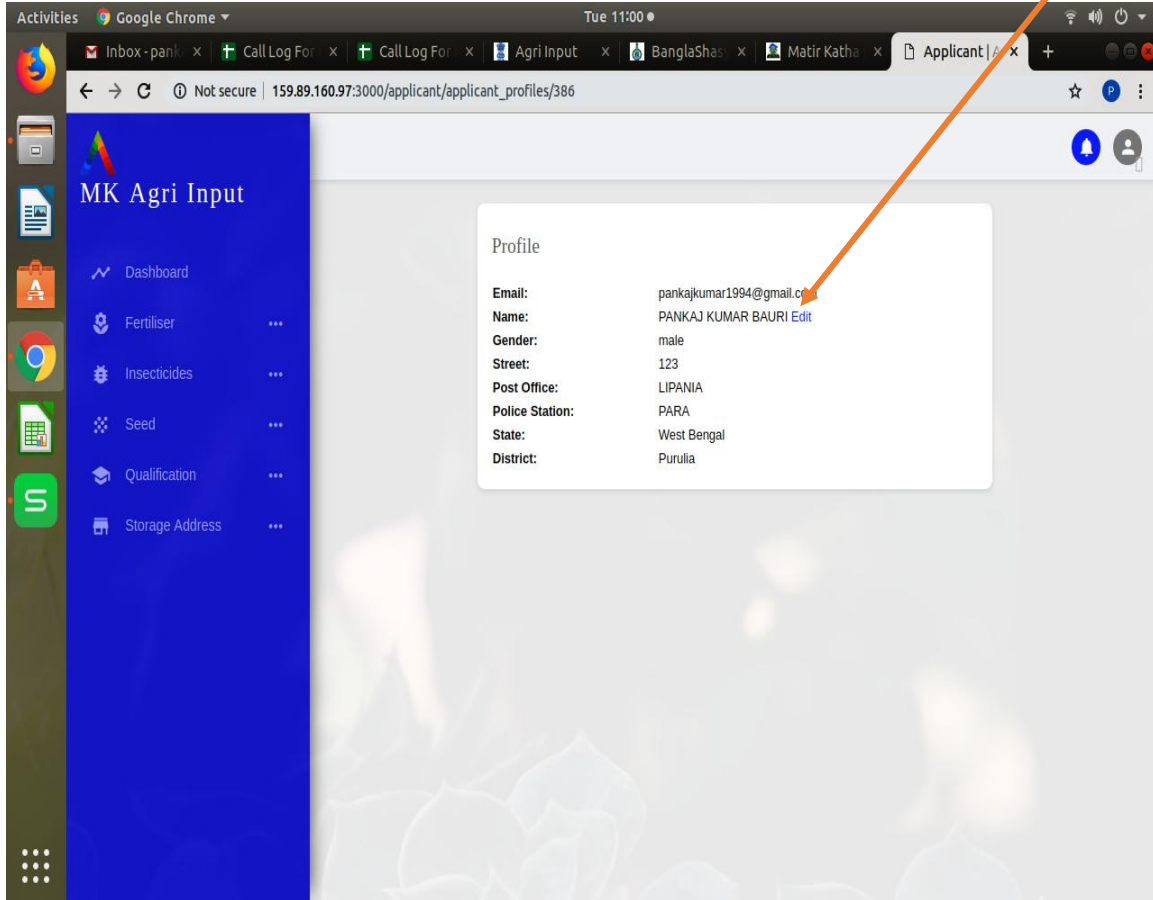 Activities Google Chrome Tue 11:00
Inbox - pank Call Log For Call Log For Agri Input BanglaShas Matir Katha Applicant | A
Not secure 159.89.160.97:3000/applicant/applicant_profiles/386 P
MK Agri Input
Profile
Dashboard
Email: pankajkumar1994@gmail.com
Fertiliser ...
Name: PANKAJ KUMAR BAURI Edit
Gender: male
Street: 123
Insecticides ...
Post Office: LIPANIA
Police Station: PARA
Seed ...
State: West Bengal
District: Purulia
Qualification ...
Storage Address ...